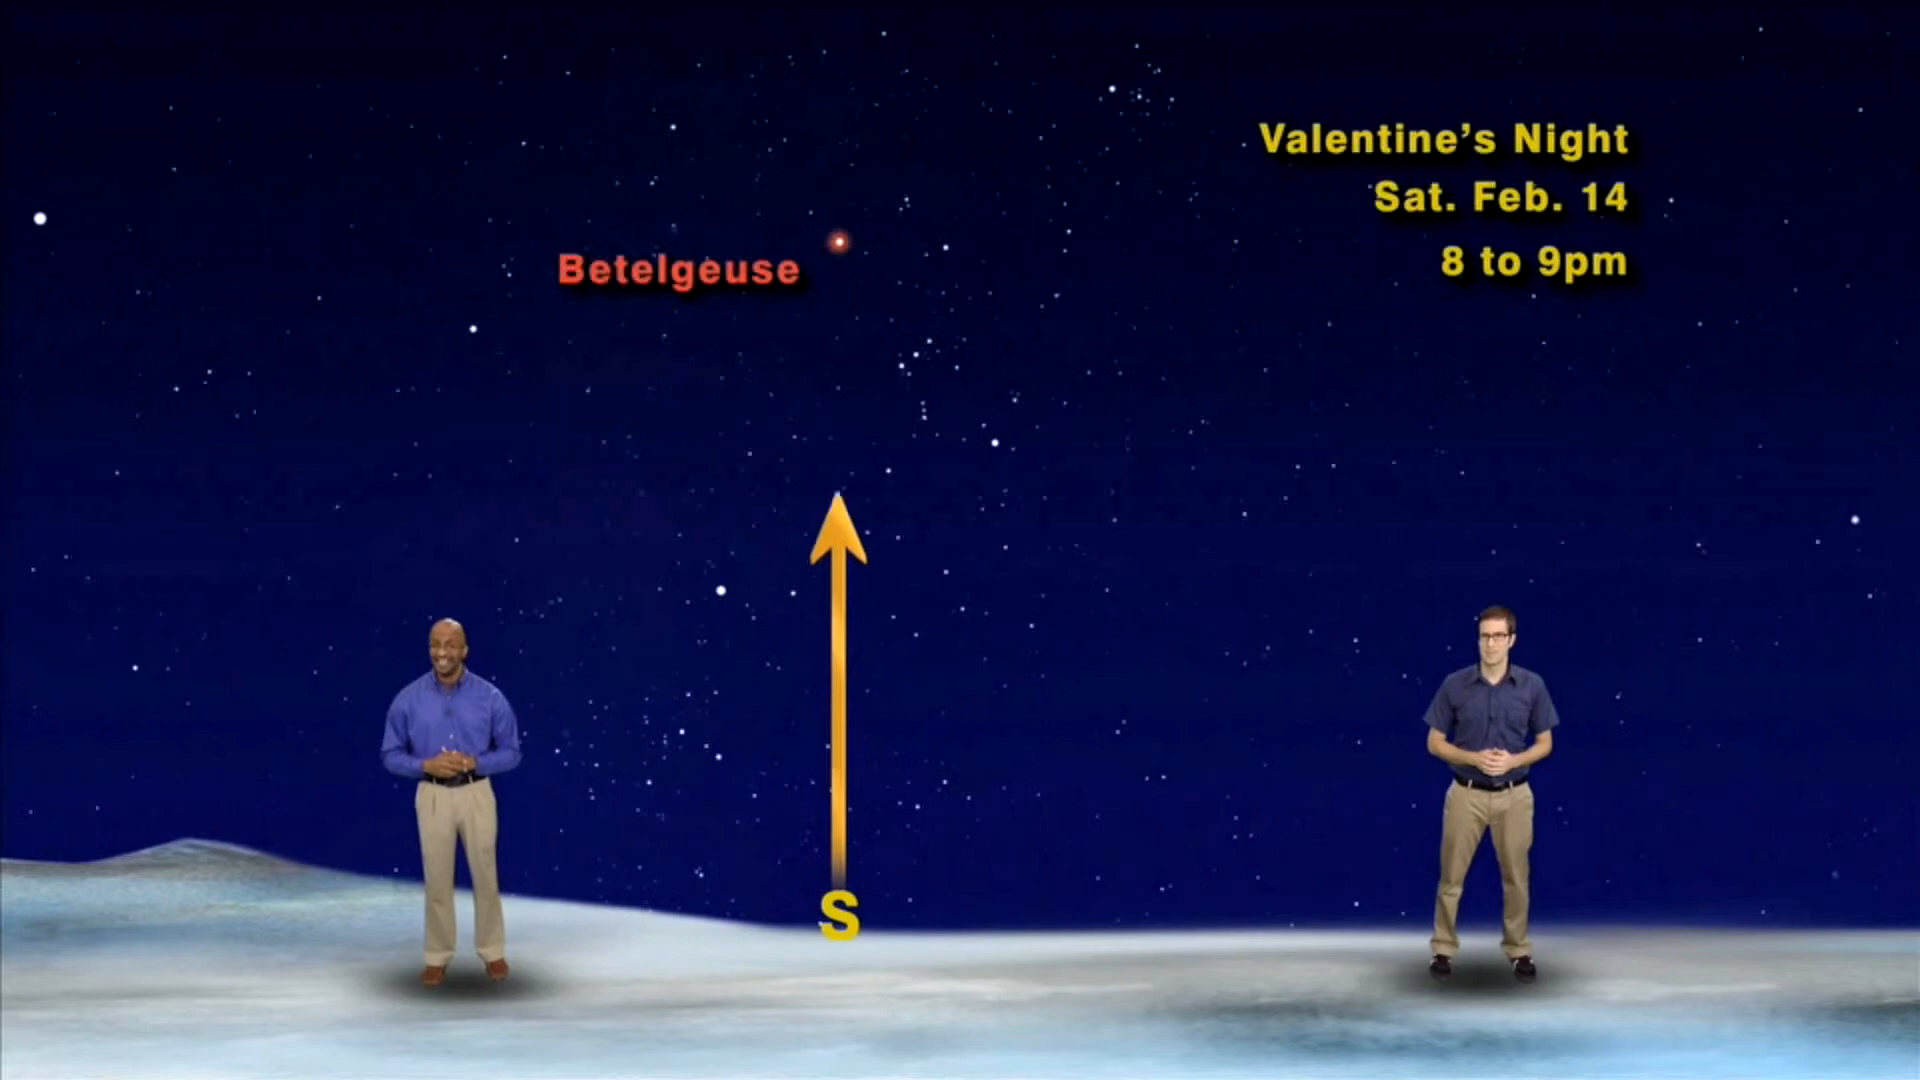 Valentine's Night
Sat. Feb. 14
8 to 9pm
Betelgeuse
S